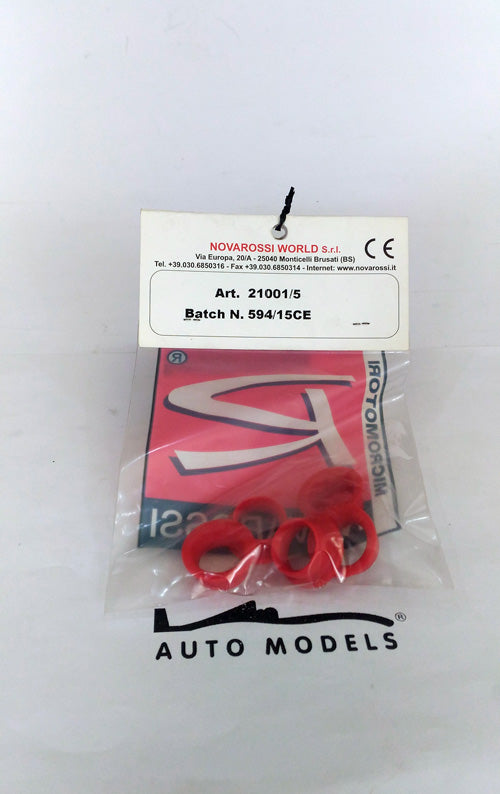 NOVAROSSI WORLD S.r.l.
Via Europa, 20/A - 25040 Monticelli Brusati (BS)
Tel. +39.030.6850316 - Fax +39.030.6850314 - Internet: www.novarossi.it
CE
Art. 21001/5
Batch N. 594/15CE
®
MICROMOTORI
ROSSI
®
AUTO MODELS